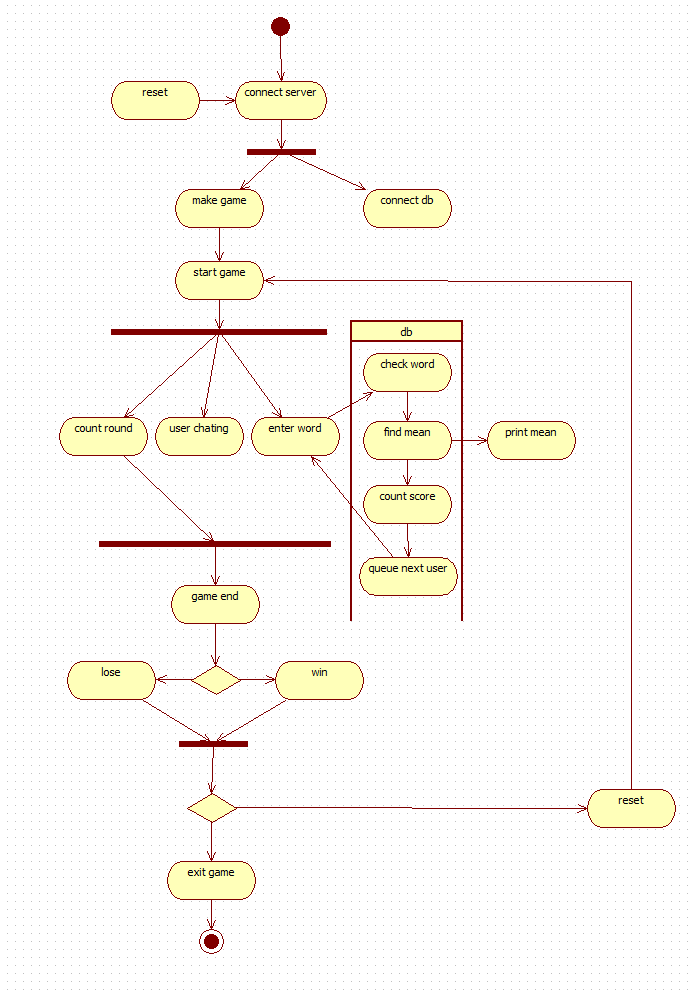 reset
connect server
make game
connect db
start game
db
check word
count round
user chating
enter word
find mean
print mean
count score
queue next user
game end
lose
win
reset
exit game